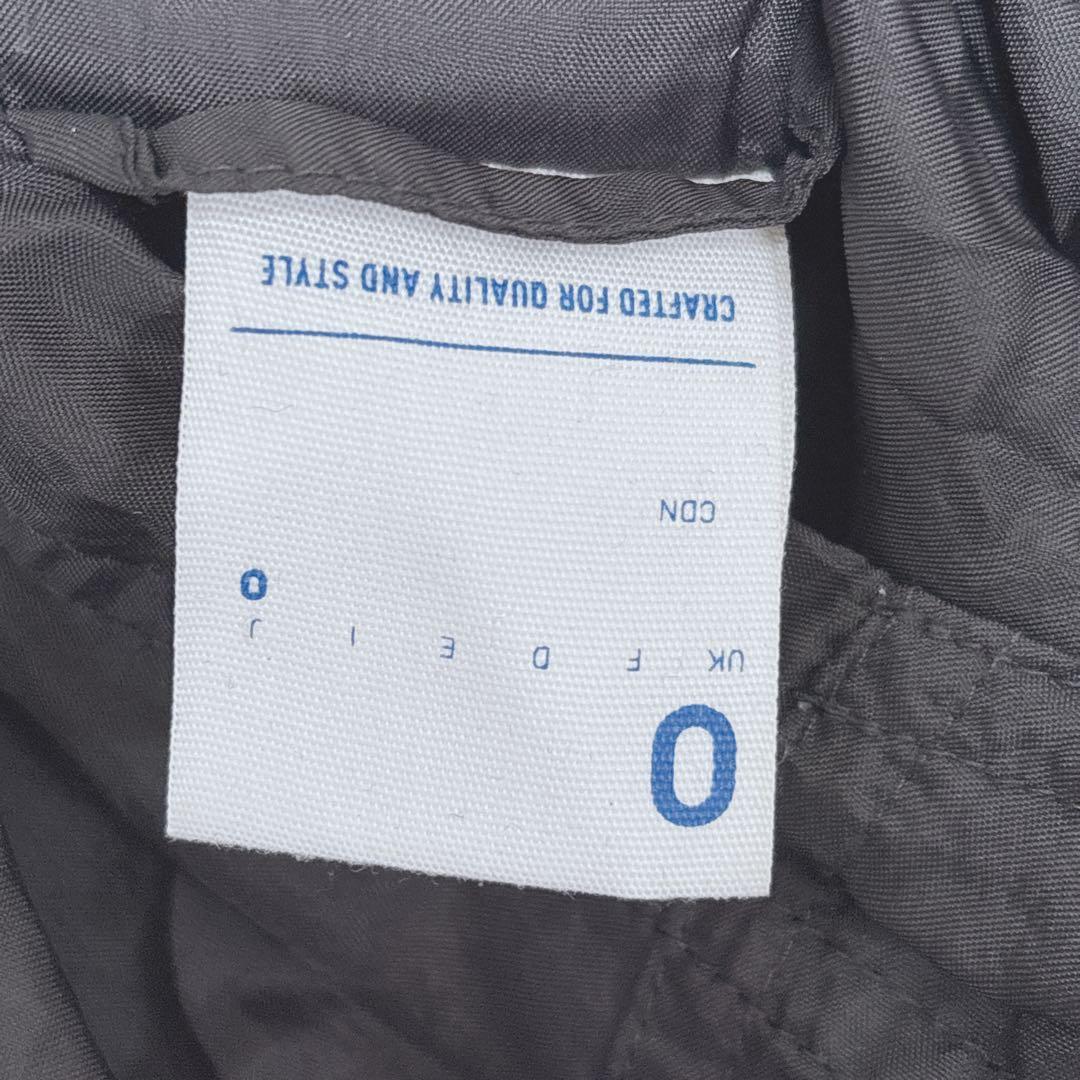 0
UK F D E I J
0
CDN
CRAFTED FOR QUALITY AND STYLE